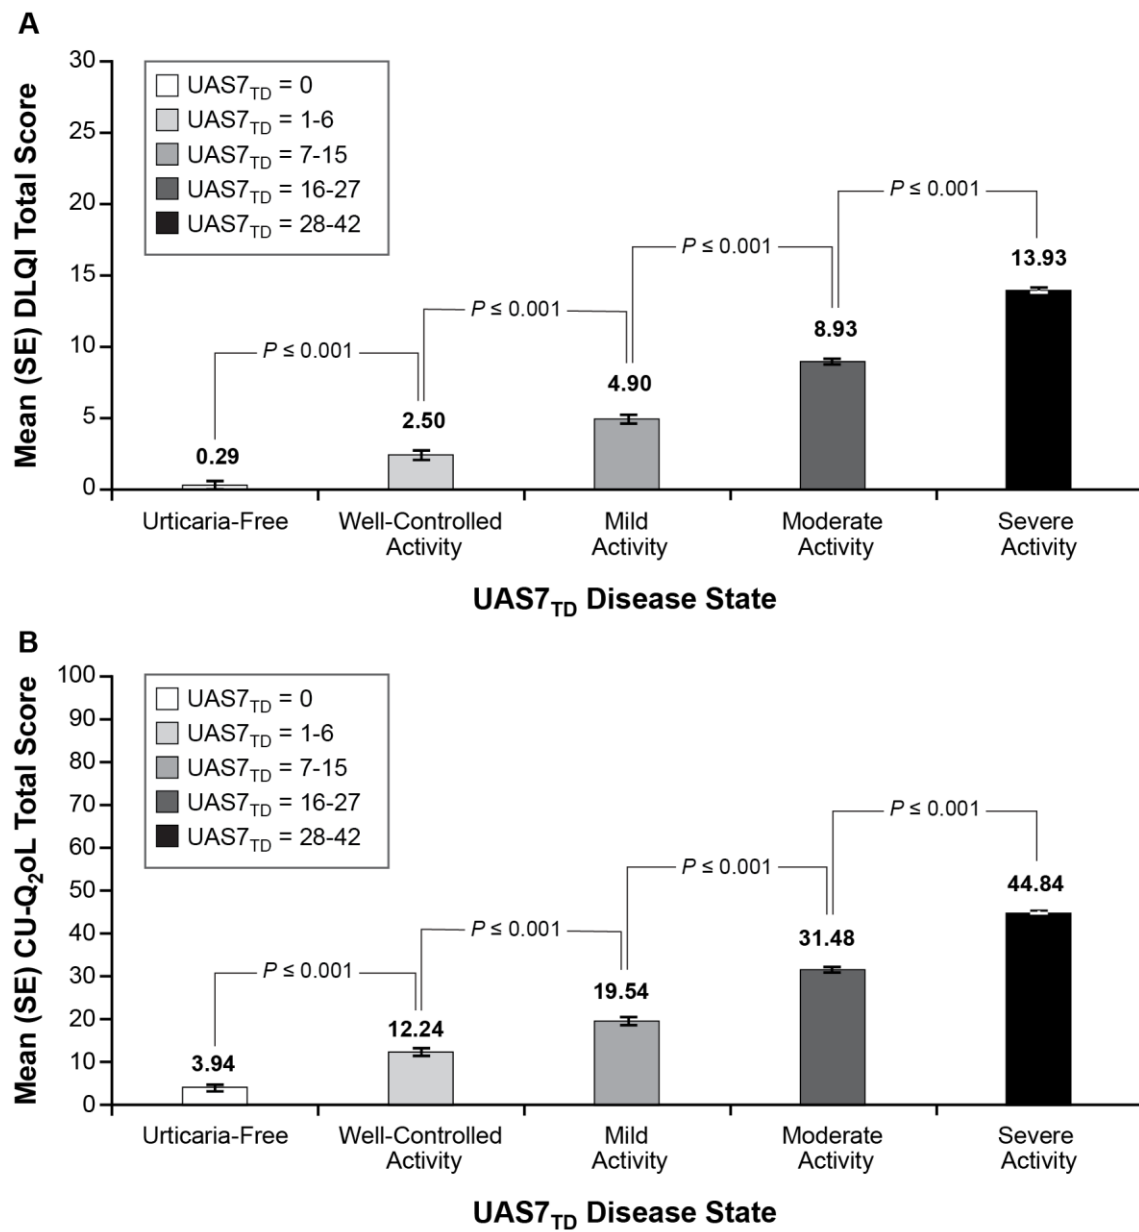 A
Mean (SE) DLQI Total Score
30
25
20
15
10
5
0
UAS7TD = 0
UAS7TD = 1-6
UAS7TD = 7-15
UAS7TD = 16-27
UAS7TD = 28-42
P ≤ 0.001
P ≤ 0.001
P ≤ 0.001
P ≤ 0.001
0.29
2.50
4.90
8.93
13.93
Urticaria-Free
Well-Controlled
Activity
Mild
Activity
Moderate
Activity
Severe
Activity
UAS7TD Disease State
B
Mean (SE) CU-Q2oL Total Score
100
90
80
70
60
50
40
30
20
10
0
UAS7TD = 0
UAS7TD = 1-6
UAS7TD = 7-15
UAS7TD = 16-27
UAS7TD = 28-42
P ≤ 0.001
P ≤ 0.001
P ≤ 0.001
P ≤ 0.001
3.94
12.24
19.54
31.48
44.84
Urticaria-Free
Well-Controlled
Activity
Mild
Activity
Moderate
Activity
Severe
Activity
UAS7TD Disease State